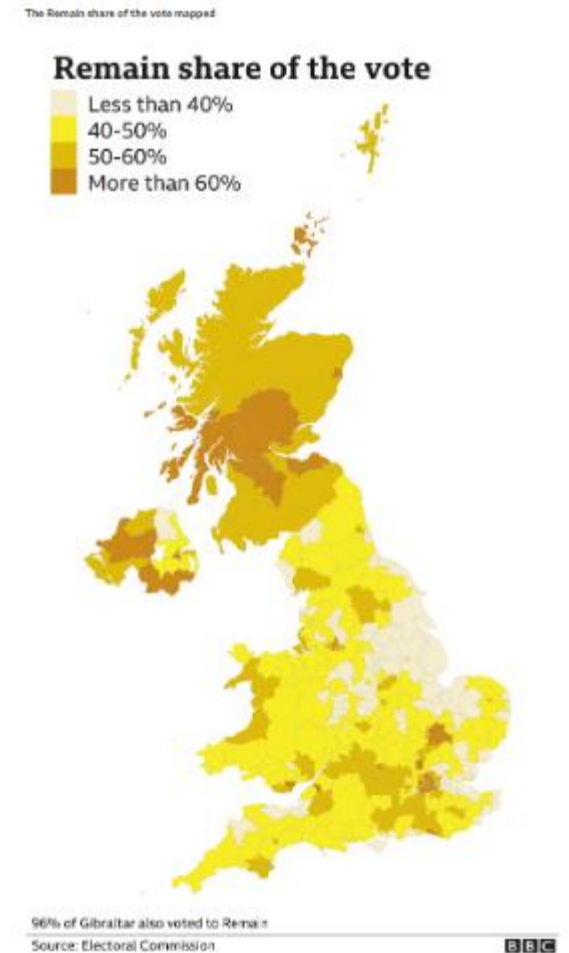 The Remain share of the vote mapped
Remain share of the vote
Less than 40%
40-50%
50-60%
More than 60%
96% of Gibraltar also voted to Remain
Source: Electoral Commission
BBC